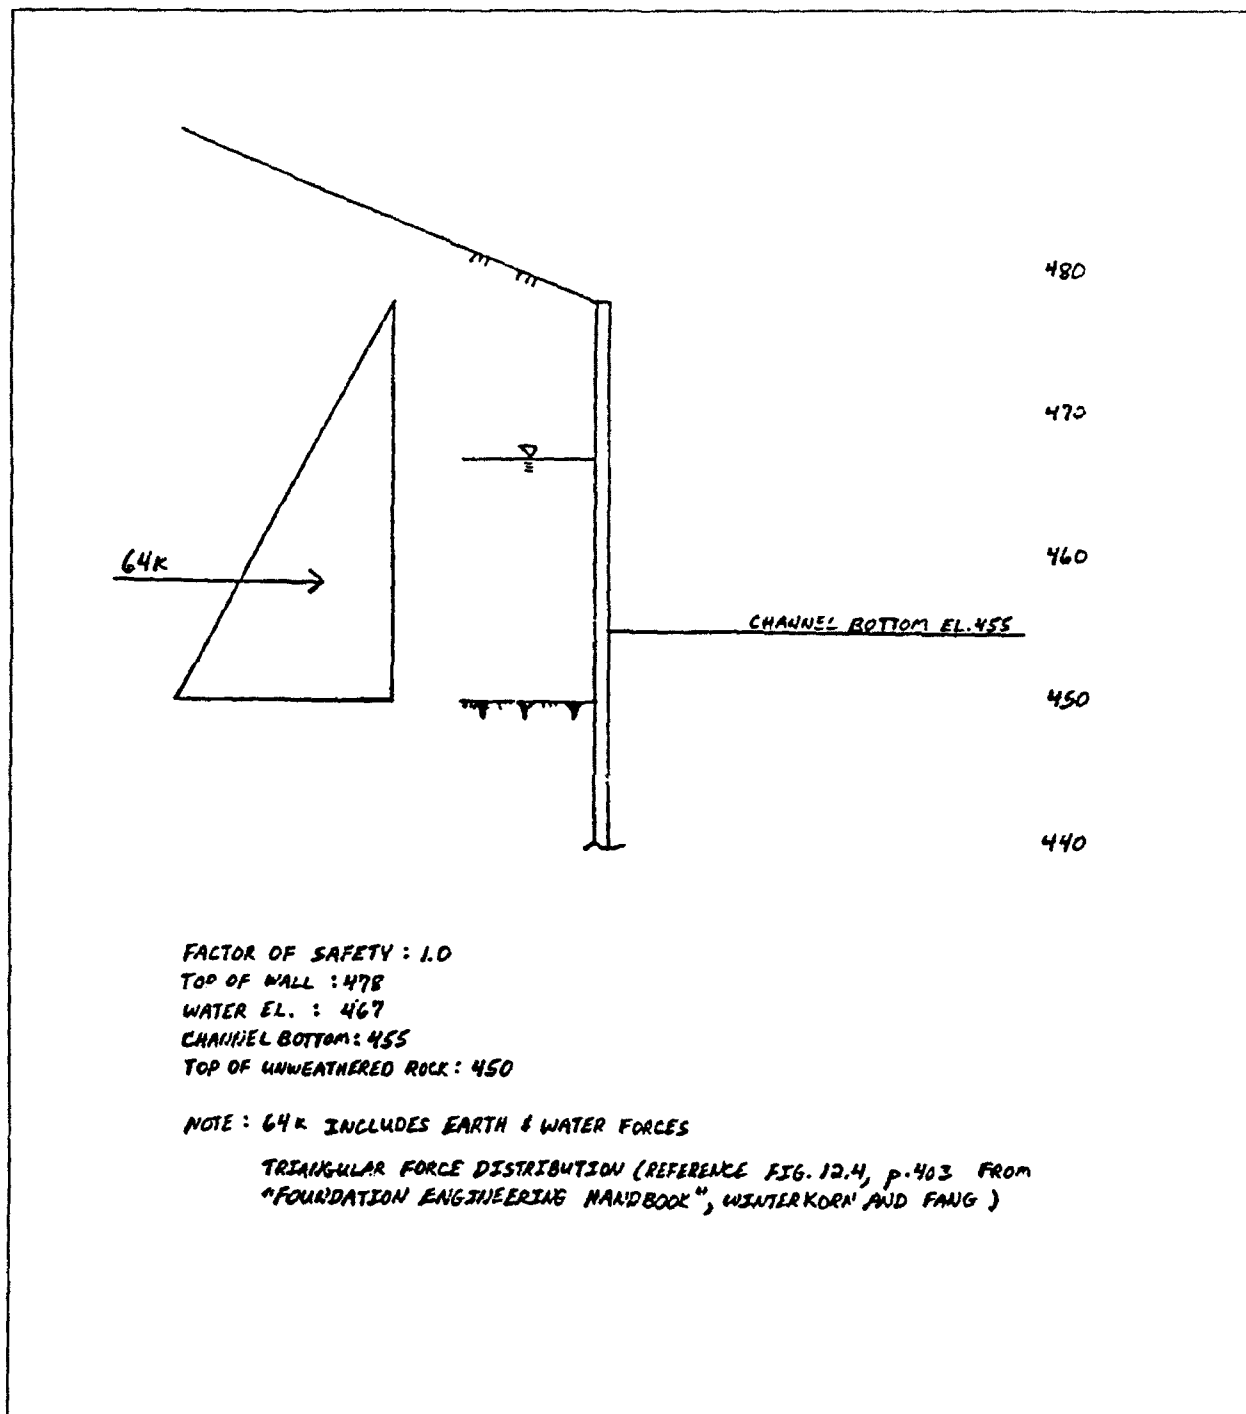 480
470
64K
460
CHANNEL BOTTOM EL. 455
450
440
FACTOR OF SAFETY : 1.0
TOP OF WALL : 478
WATER EL. : 467
CHANNEL BOTTOM: 455
TOP OF UNWEATHERED ROCK: 450
NOTE : 64K INCLUDES EARTH & WATER FORCES
TRIANGULAR FORCE DISTRIBUTION (REFERENCE FIG. 12.4, p.403 FROM
"FOUNDATION ENGINEERING HANDBOOK", WINTERKORN AND FANG )